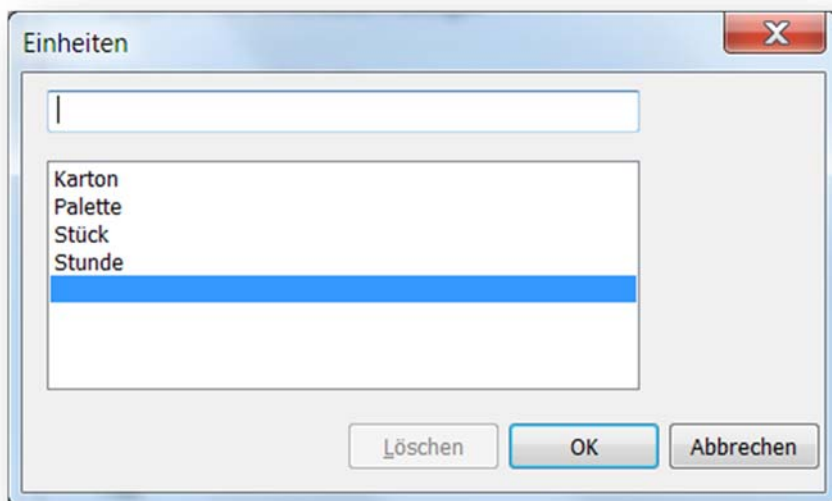 Einheiten
Karton
Palette
Stück
Stunde
Löschen OK Abbrechen